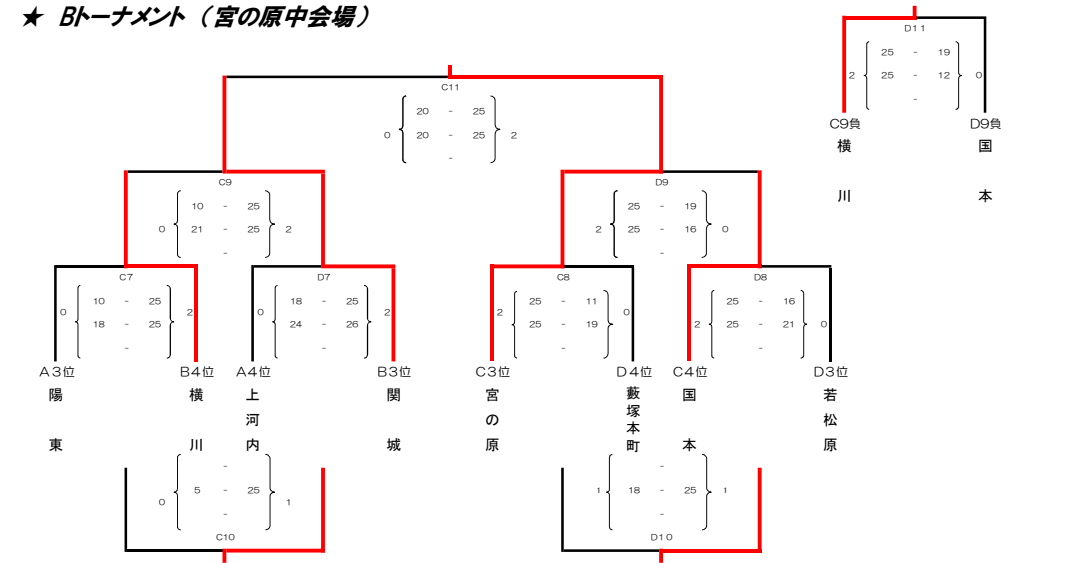 ★ Bトーナメント（宮の原中会場）
D11
25 - 19
2 25 - 12 0
-
C9負 D9負
横川 国本
C11
20 - 25
0 20 - 25 2
-
C9 D9
10 - 25 25 - 19
0 21 - 25 2 2 25 - 16 0
- -
C7 D7 C8 D8
10 - 25 18 - 25 25 - 11 25 - 16
0 2 0 2 2 0
18 - 25 24 - 26 25 - 19 2 25 - 21 0
- - - -
A3位 B4位 A4位 B3位 C3位 D4位 C4位 D3位
陽東 横川 上河内 関城 宮の原 藪塚本町 国本 若松原
- -
0 5 - 25 1 1 18 - 25 1
- -
C10 D10